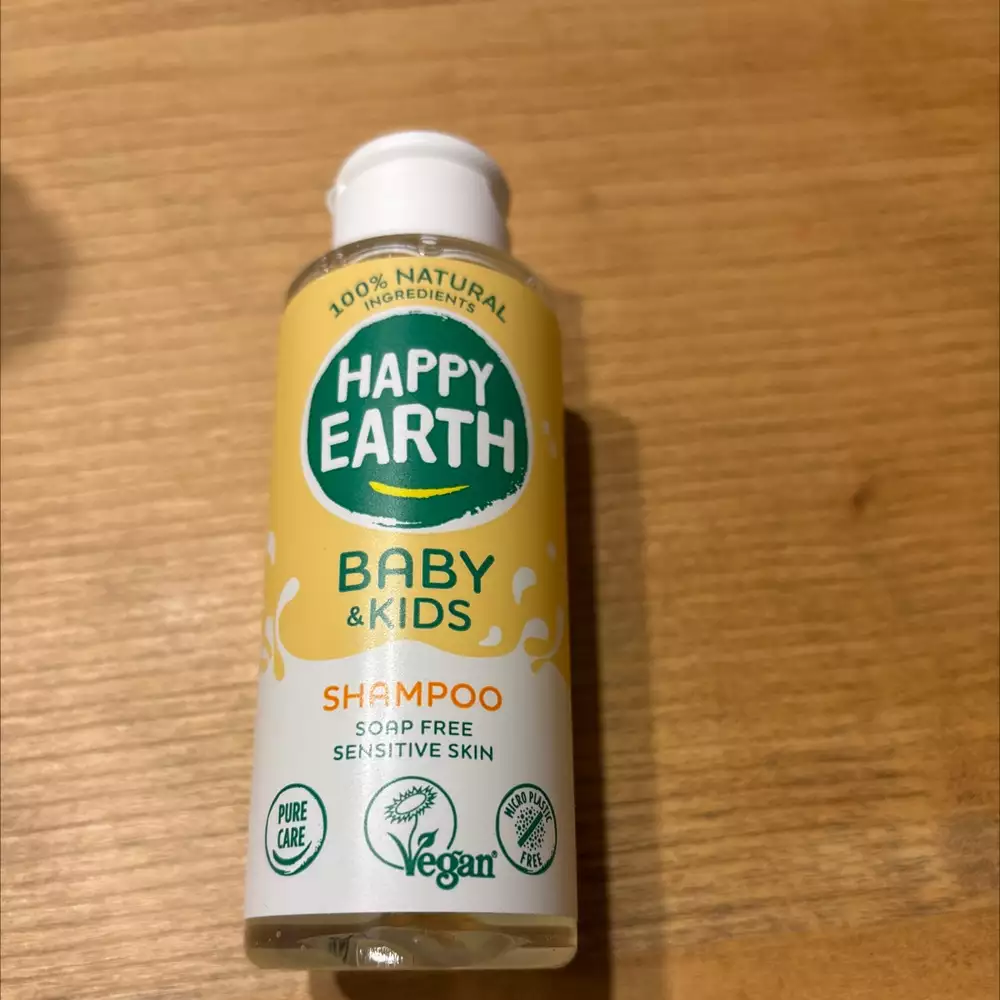 100% NATURAL
INGREDIENTS
HAPPY
EARTH
BABY
&KIDS
SHAMPOO
SOAP FREE
SENSITIVE SKIN
PURE
CARE
Vegan®
MICRO PLASTIC
FREE